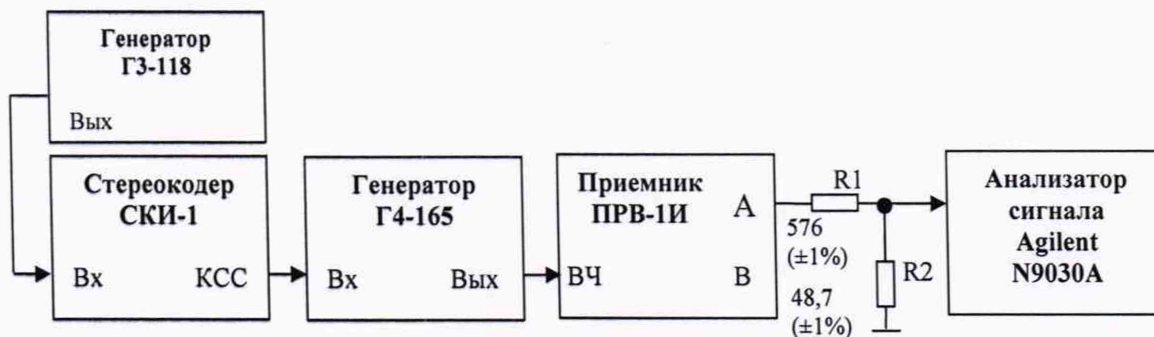 Генератор
Г3-118
Вых
Стереокодер
СКИ-1
Вх
КСС
Генератор
Г4-165
Вх
Вых
Приемник
ПРВ-1И
А
ВЧ
В
R1
576
(±1%)
R2
48,7
(±1%)
Анализатор
сигнала
Agilent
N9030A